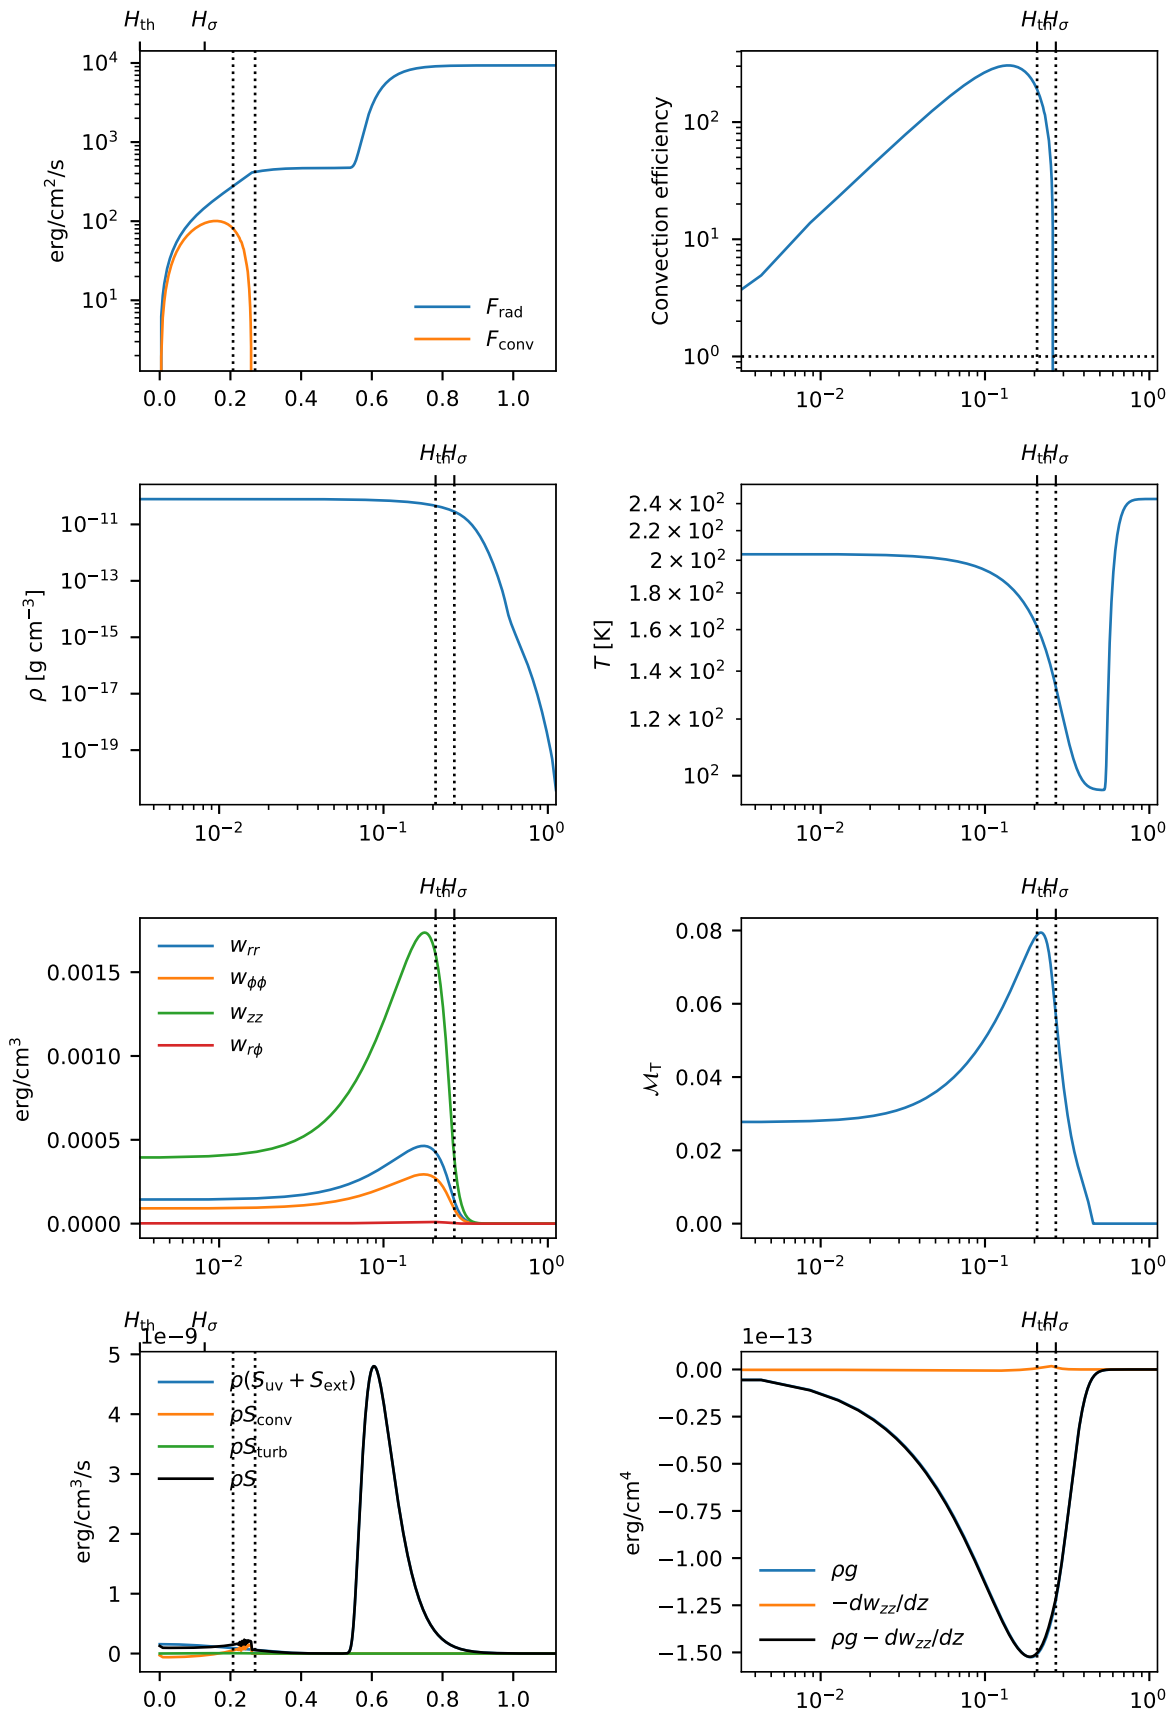 H_th H_σ
10^4
10^3
10^2
10^1
erg/cm²/s
F_rad
F_conv
0.0 0.2 0.4 0.6 0.8 1.0
H_th H_σ
10^2
10^1
10^0
Convection efficiency
10^-2 10^-1 10^0
H_th H_σ
10^-11
10^-13
10^-15
10^-17
10^-19
ρ [g cm^-3]
10^-2 10^-1 10^0
H_th H_σ
2.4 × 10^2
2.2 × 10^2
2 × 10^2
1.8 × 10^2
1.6 × 10^2
1.4 × 10^2
1.2 × 10^2
10^2
T [K]
10^-2 10^-1 10^0
H_th H_σ
w_rr
w_ϕϕ
w_zz
w_rϕ
0.0015
0.0010
0.0005
0.0000
erg/cm³
10^-2 10^-1 10^0
H_th H_σ
0.08
0.06
0.04
0.02
0.00
ℳ_T
10^-2 10^-1 10^0
H_th H_σ
1e−9
5
4
3
2
1
0
erg/cm³/s
ρ(S_uv + S_ext)
ρS_conv
ρS_turb
ρS
0.0 0.2 0.4 0.6 0.8 1.0
H_th H_σ
1e−13
0.00
−0.25
−0.50
−0.75
−1.00
−1.25
−1.50
erg/cm⁴
ρg
−dw_zz/dz
ρg − dw_zz/dz
10^-2 10^-1 10^0